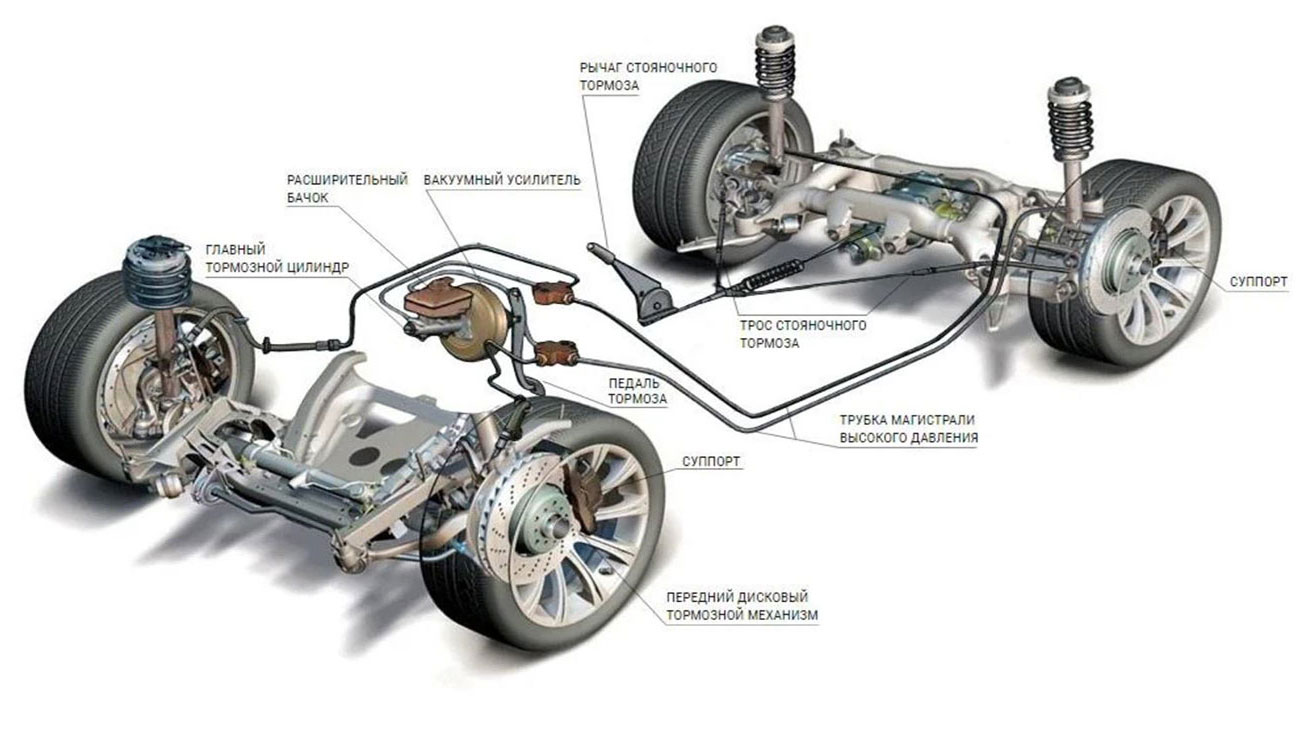 РЫЧАГ СТОЯНОЧНОГО
ТОРМОЗА
РАСШИРИТЕЛЬНЫЙ
БАЧОК
ВАКУУМНЫЙ УСИЛИТЕЛЬ
ГЛАВНЫЙ
ТОРМОЗНОЙ ЦИЛИНДР
СУППОРТ
ТРОС СТОЯНОЧНОГО
ТОРМОЗА
ПЕДАЛЬ
ТОРМОЗА
ТРУБКА МАГИСТРАЛИ
ВЫСОКОГО ДАВЛЕНИЯ
СУППОРТ
ПЕРЕДНИЙ ДИСКОВЫЙ
ТОРМОЗНОЙ МЕХАНИЗМ